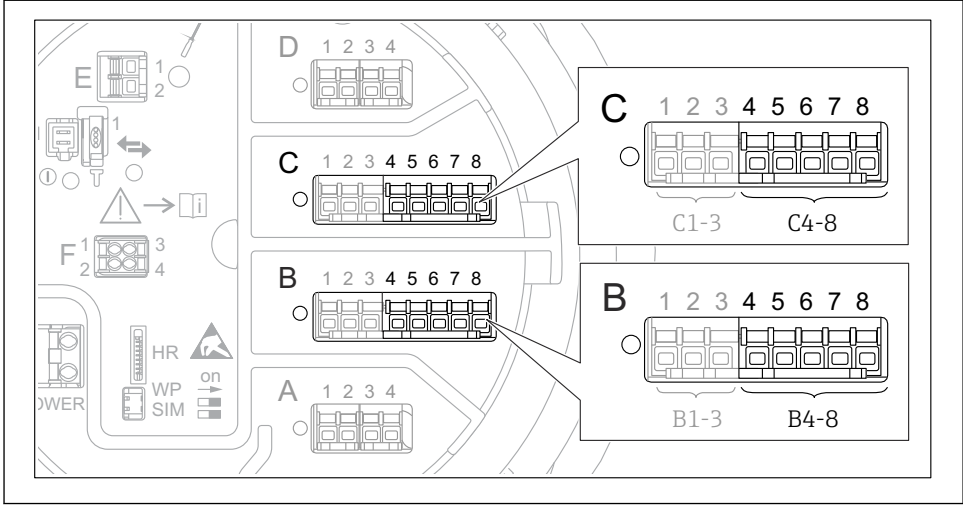 D 1 2 3 4
E 1
2
1
C 1 2 3 4 5 6 7 8
C 1 2 3 4 5 6 7 8
C1-3 C4-8
i
F 1 3
2 4
B 1 2 3 4 5 6 7 8
B 1 2 3 4 5 6 7 8
B1-3 B4-8
HR
WP on
SIM
OWER
A 1 2 3 4